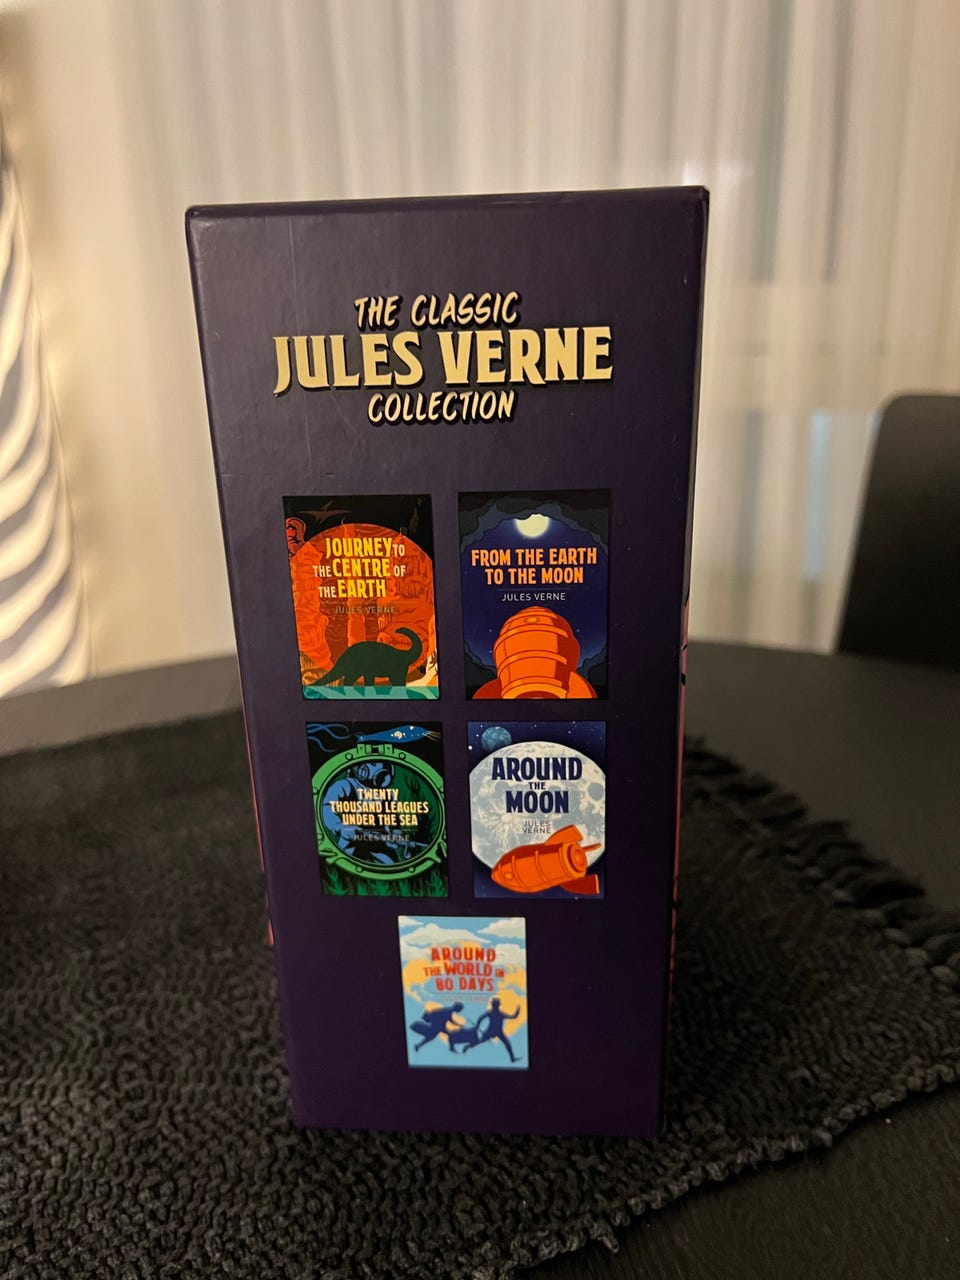 THE CLASSIC
JULES VERNE
COLLECTION
JOURNEY TO
THE CENTRE OF
THE EARTH
JULES VERNE
FROM THE EARTH
TO THE MOON
JULES VERNE
TWENTY
THOUSAND LEAGUES
UNDER THE SEA
JULES VERNE
AROUND
THE
MOON
JULES
VERNE
AROUND
THE WORLD IN
80 DAYS
JULES VERNE